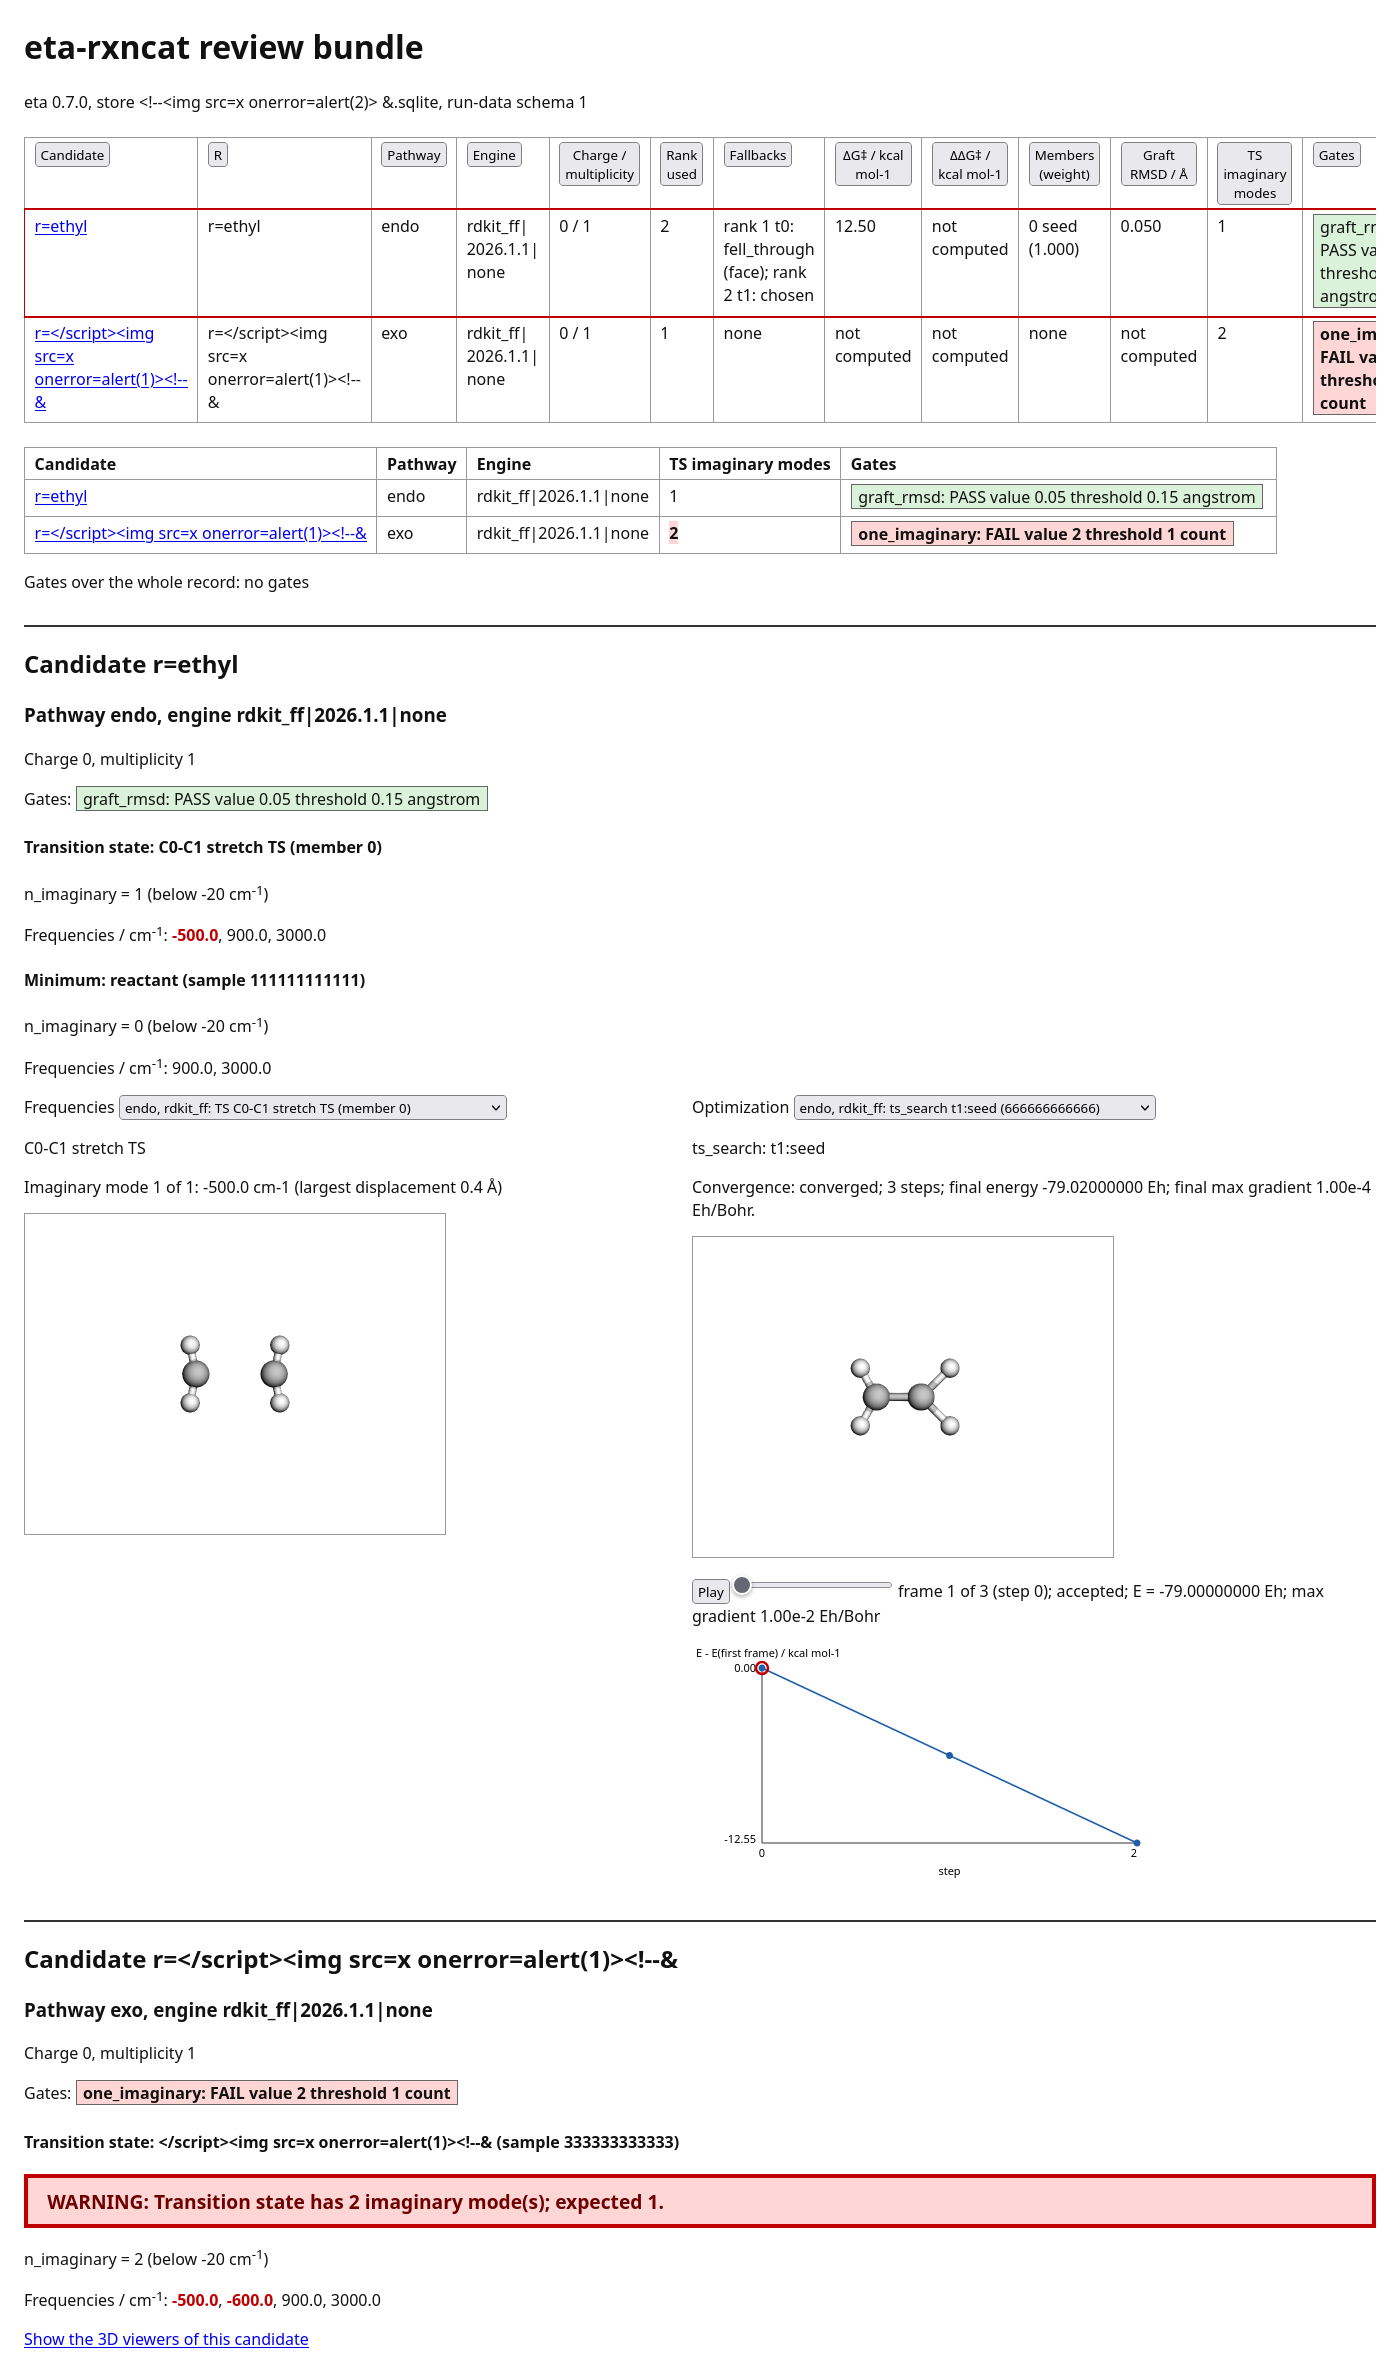 eta-rxncat review bundle
eta 0.7.0, store <!--<img src=x onerror=alert(2)> &.sqlite, run-data schema 1
Candidate R Pathway Engine Charge / multiplicity Rank used Fallbacks ΔG‡ / kcal mol-1 ΔΔG‡ / kcal mol-1 Members (weight) Graft RMSD / Å TS imaginary modes Gates
r=ethyl r=ethyl endo rdkit_ff| 0 / 1 2 rank 1 t0: 12.50 not 0 seed 0.050 1
2026.1.1| fell_through computed (1.000) PASS
none (face); rank
2 t1: chosen
r=</script><img r=</script><img exo rdkit_ff| 0 / 1 1 none not not none not 2
src=x src=x 2026.1.1| computed computed computed FAIL
onerror=alert(1)><!-- onerror=alert(1)><!-- none
& & count
Candidate Pathway Engine TS imaginary modes Gates
r=ethyl endo rdkit_ff|2026.1.1|none 1 graft_rmsd: PASS value 0.05 threshold 0.15 angstrom
r=</script><img src=x onerror=alert(1)><!--& exo rdkit_ff|2026.1.1|none 2 one_imaginary: FAIL value 2 threshold 1 count
Gates over the whole record: no gates
Candidate r=ethyl
Pathway endo, engine rdkit_ff|2026.1.1|none
Charge 0, multiplicity 1
Gates: graft_rmsd: PASS value 0.05 threshold 0.15 angstrom
Transition state: C0-C1 stretch TS (member 0)
n_imaginary = 1 (below -20 cm-1)
Frequencies / cm-1: -500.0, 900.0, 3000.0
Minimum: reactant (sample 111111111111)
n_imaginary = 0 (below -20 cm-1)
Frequencies / cm-1: 900.0, 3000.0
Frequencies endo, rdkit_ff: TS C0-C1 stretch TS (member 0)
C0-C1 stretch TS
Imaginary mode 1 of 1: -500.0 cm-1 (largest displacement 0.4 Å)
Optimization endo, rdkit_ff: ts_search t1:seed (666666666666)
ts_search: t1:seed
Convergence: converged; 3 steps; final energy -79.02000000 Eh; final max gradient 1.00e-4
Eh/Bohr.
Play frame 1 of 3 (step 0); accepted; E = -79.00000000 Eh; max
gradient 1.00e-2 Eh/Bohr
E - E(first frame) / kcal mol-1
0.00
-12.55
0 2
step
Candidate r=</script><img src=x onerror=alert(1)><!--&
Pathway exo, engine rdkit_ff|2026.1.1|none
Charge 0, multiplicity 1
Gates: one_imaginary: FAIL value 2 threshold 1 count
Transition state: </script><img src=x onerror=alert(1)><!--& (sample 333333333333)
WARNING: Transition state has 2 imaginary mode(s); expected 1.
n_imaginary = 2 (below -20 cm-1)
Frequencies / cm-1: -500.0, -600.0, 900.0, 3000.0
Show the 3D viewers of this candidate